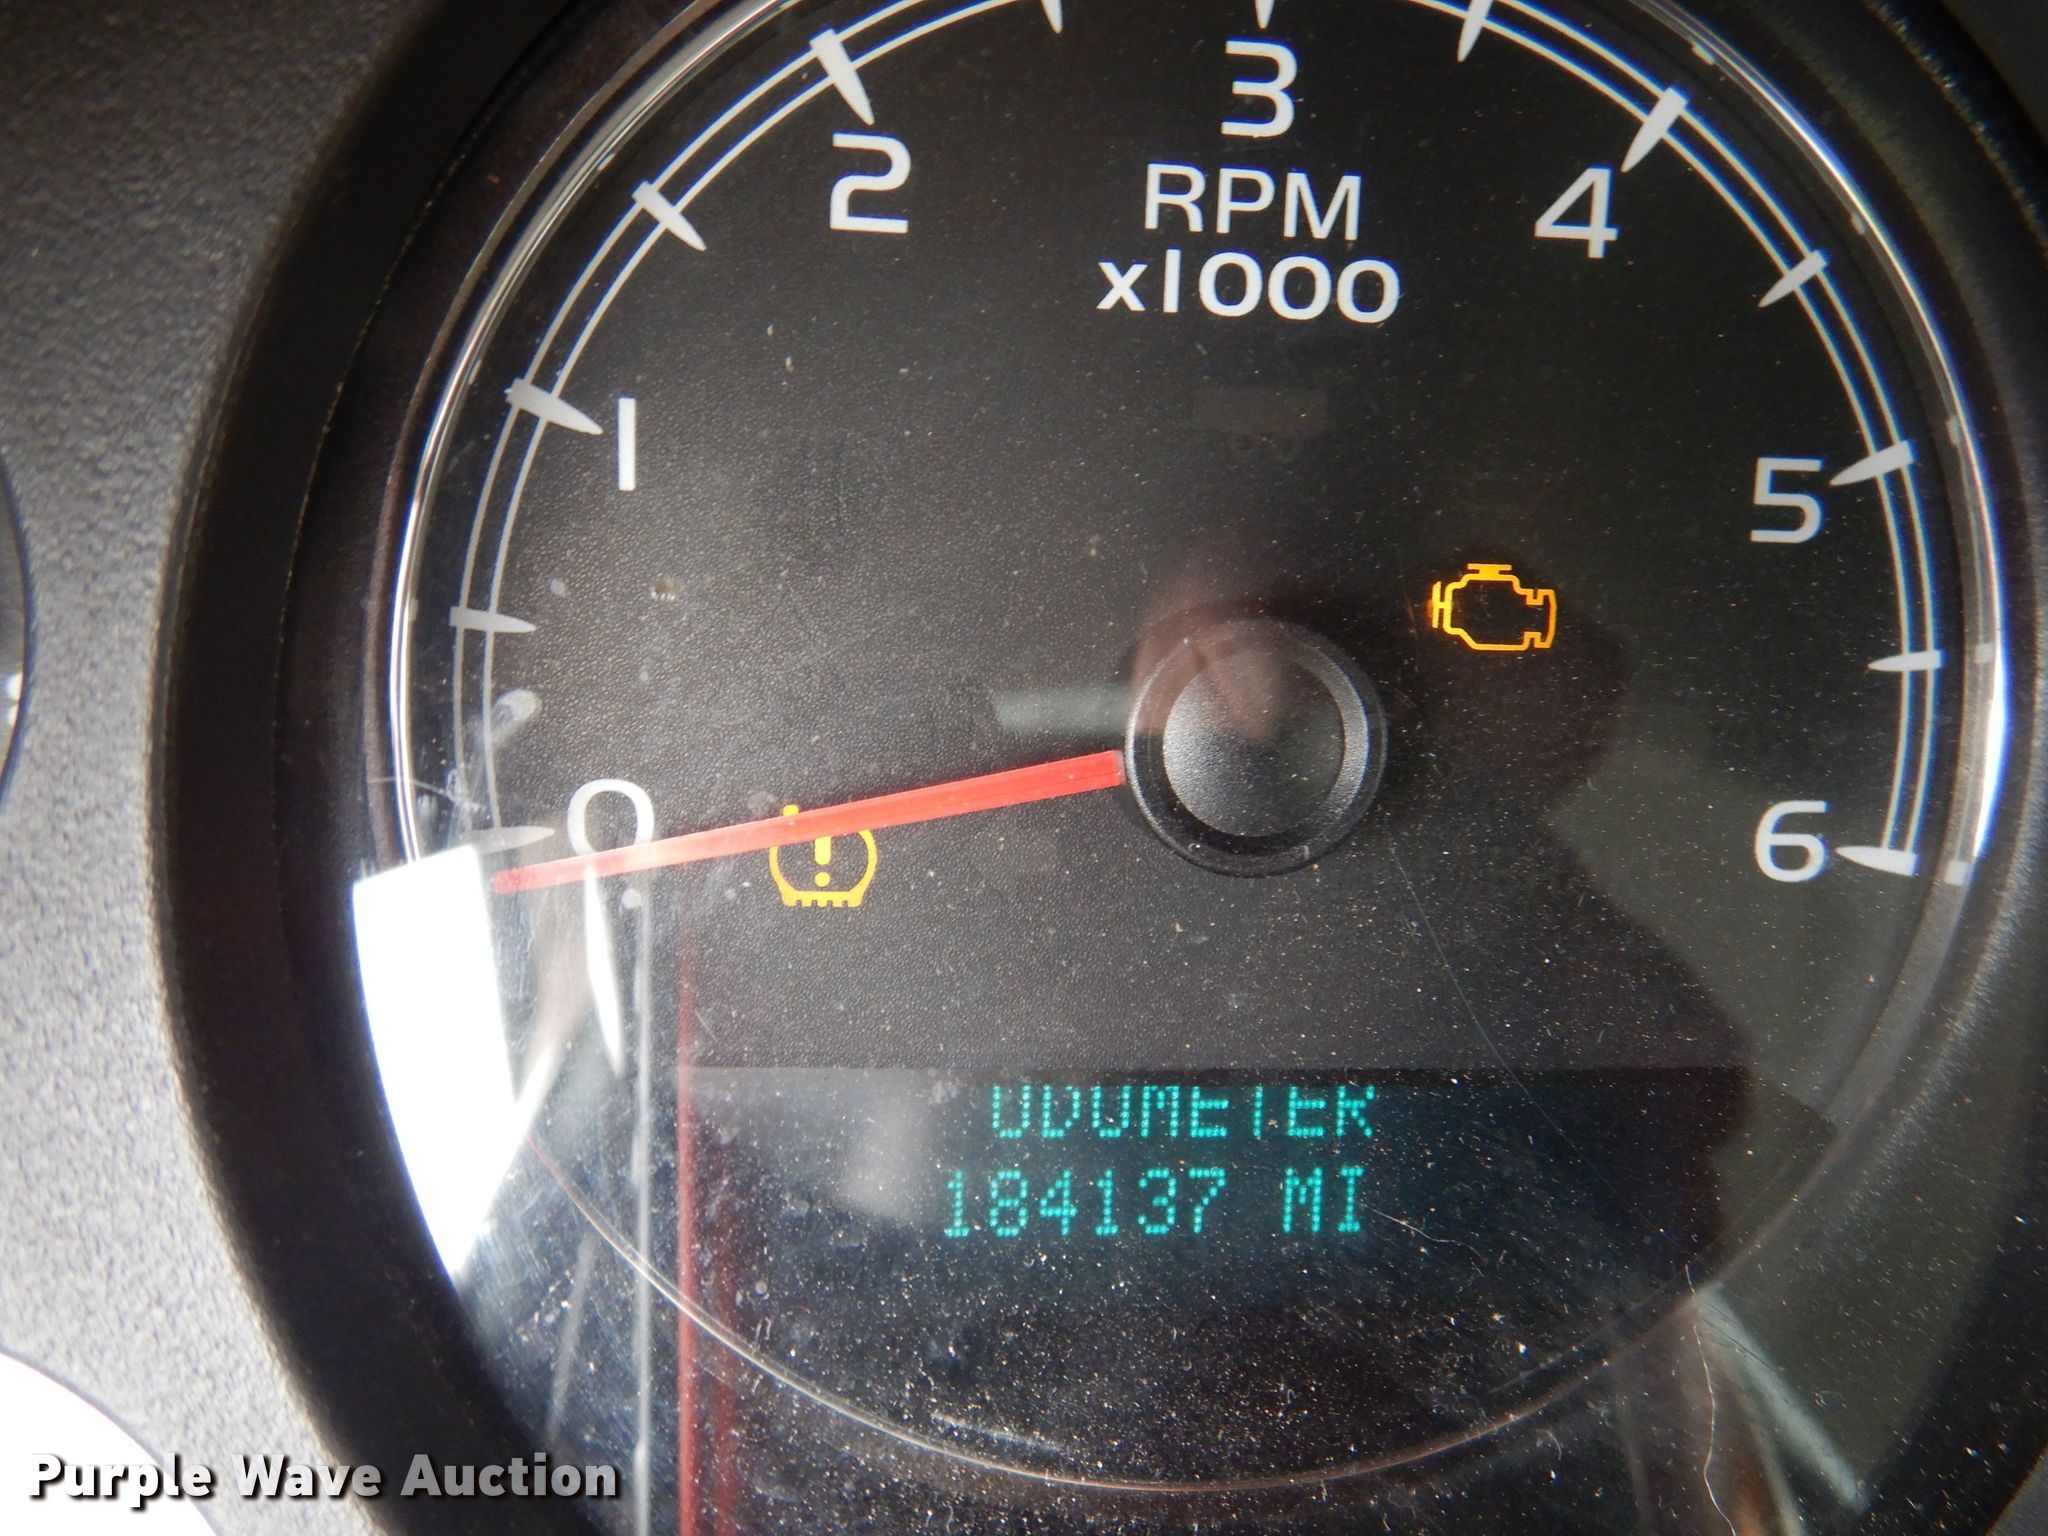 3
2
4
RPM
x1000
1
5
0
6
ODOMETER
184137 MI
Purple Wave Auction